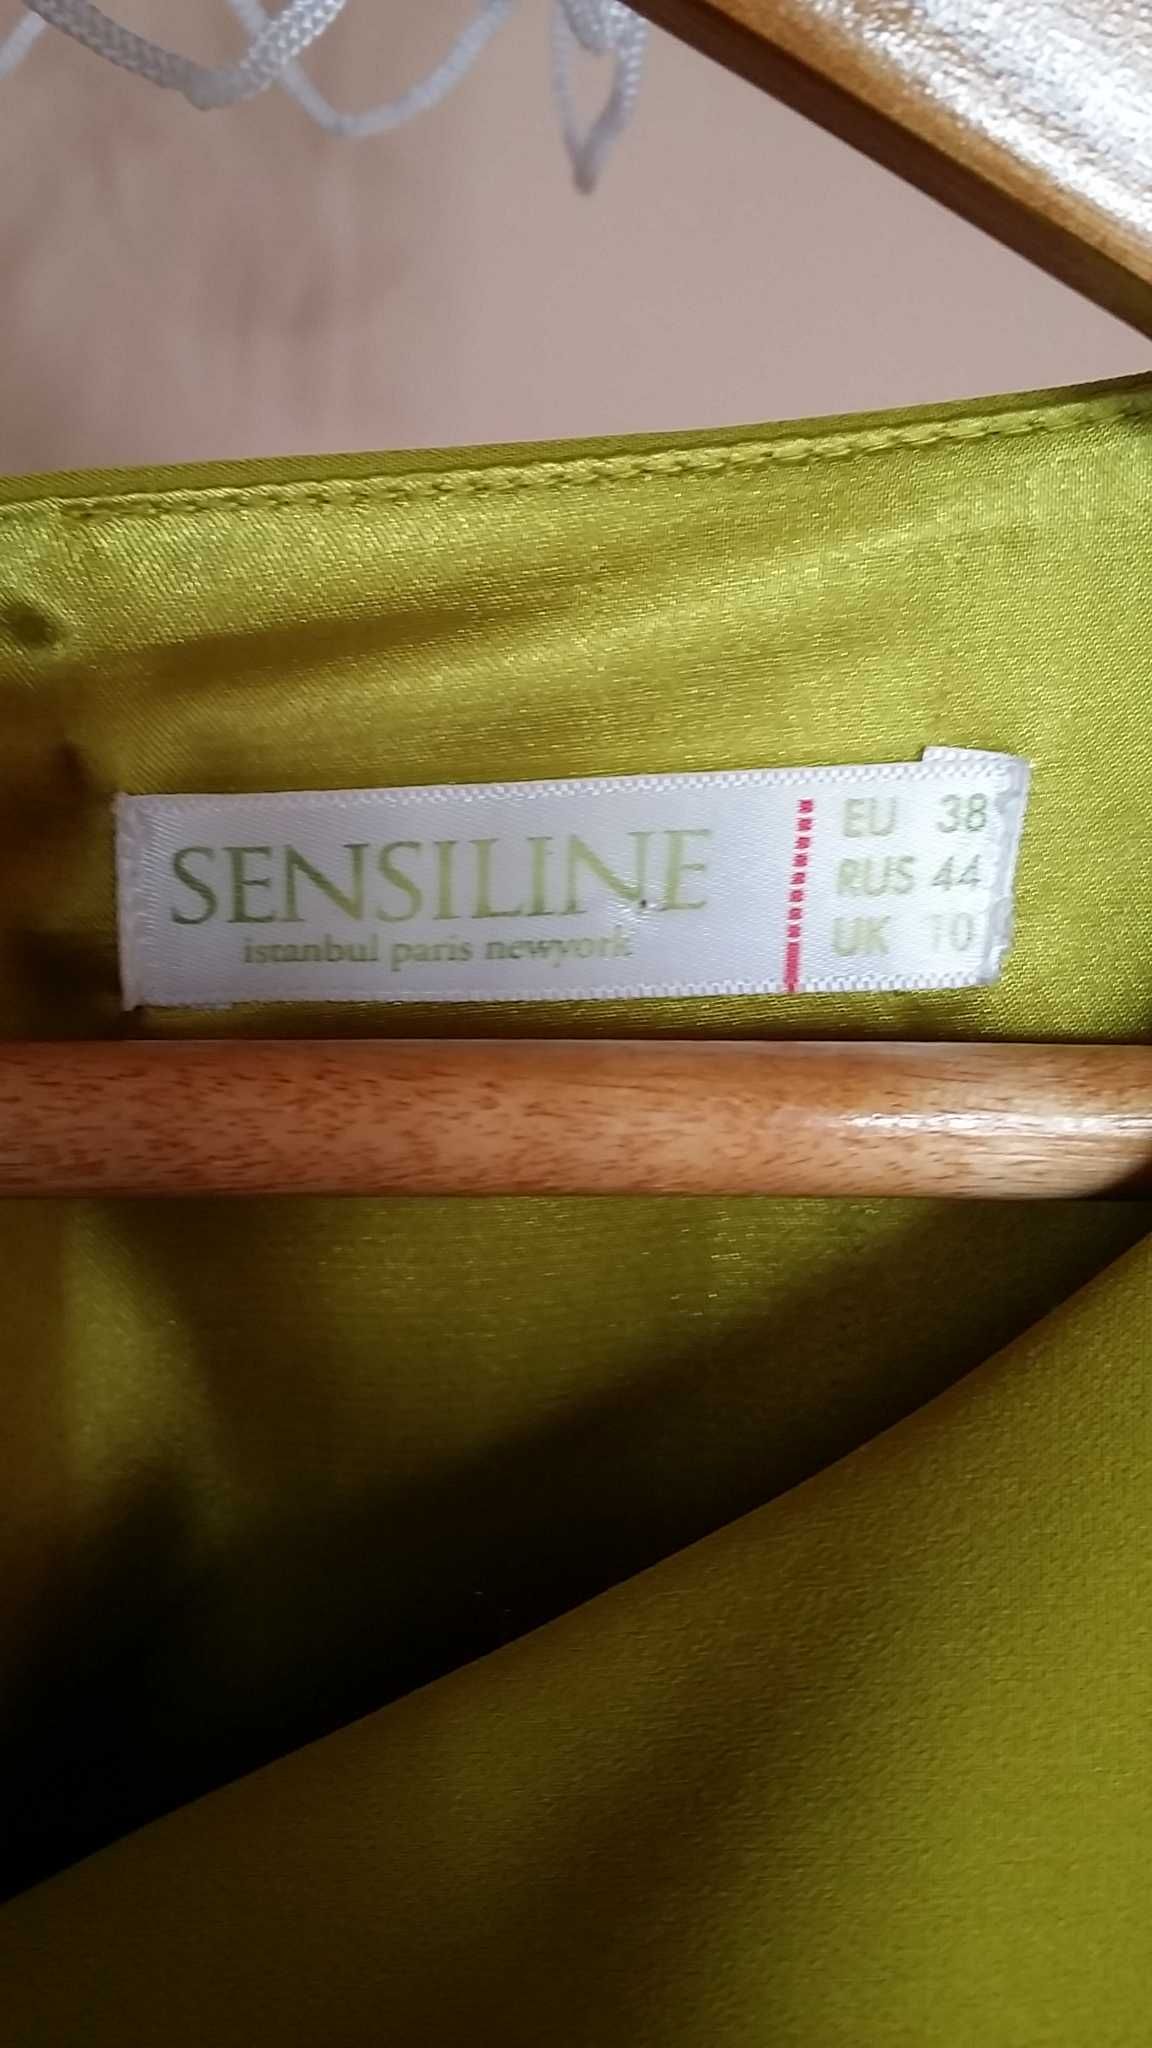 SENSILINE
istanbul paris newyork
EU 38
RUS 44
UK 10